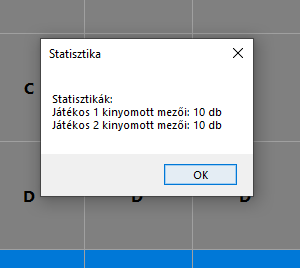 Statisztika
C
Statisztikák:
Játékos 1 kinyomott mezői: 10 db
Játékos 2 kinyomott mezői: 10 db
OK
D
D
D